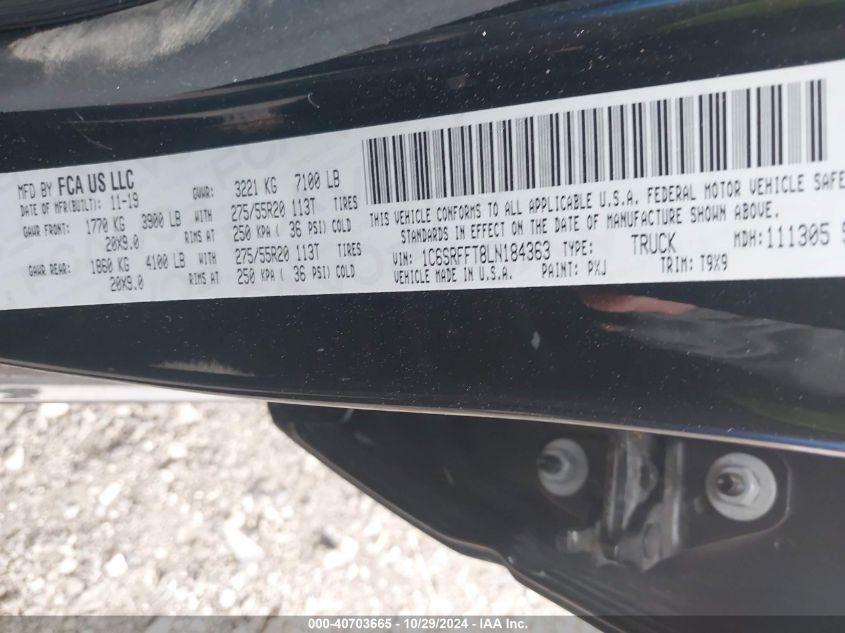 MFD BY FCA US LLC
DATE OF MFR(BUILT): 11-19 GVWR: 3221 KG 7100 LB
GAWR FRONT: 1770 KG 3900 LB WITH 275/55R20 113T TIRES
20X9.0 RIMS AT 250 KPA ( 36 PSI) COLD
GAWR REAR: 1860 KG 4100 LB WITH 275/55R20 113T TIRES
20X9.0 RIMS AT 250 KPA ( 36 PSI) COLD
THIS VEHICLE CONFORMS TO ALL APPLICABLE U.S.A. FEDERAL MOTOR VEHICLE SAFE
STANDARDS IN EFFECT ON THE DATE OF MANUFACTURE SHOWN ABOVE.
VIN: 1C6SRFFT8LN184363 TYPE: TRUCK MDH: 111305
VEHICLE MADE IN U.S.A. PAINT: PXJ TRIM: T9X9
000-40703665 | 10/29/2024 - IAA Inc.